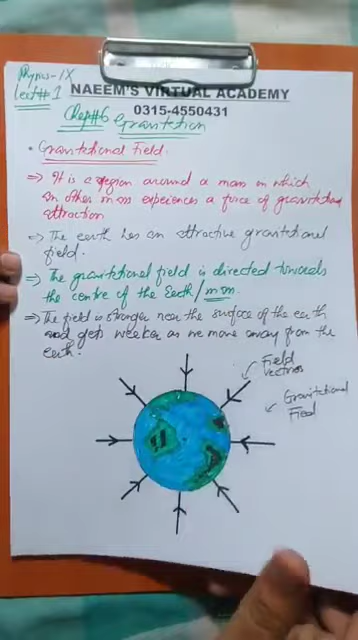 Physics-IX
Lect# 1
NAEEM'S VIRTUAL ACADEMY
0315-4550431
Chap#6 Gravitation
• Gravitational Field:
⇒ It is a region around a mass in which
an other mass experiences a force of gravitational
attraction
⇒ The earth has an attractive gravitational
field.
⇒ The gravitational field is directed towards
the centre of the Earth/mass.
⇒ The field is stronger near the surface of the earth
and gets weaker as we move away from the
earth.
Field
vectors
Gravitational
Field